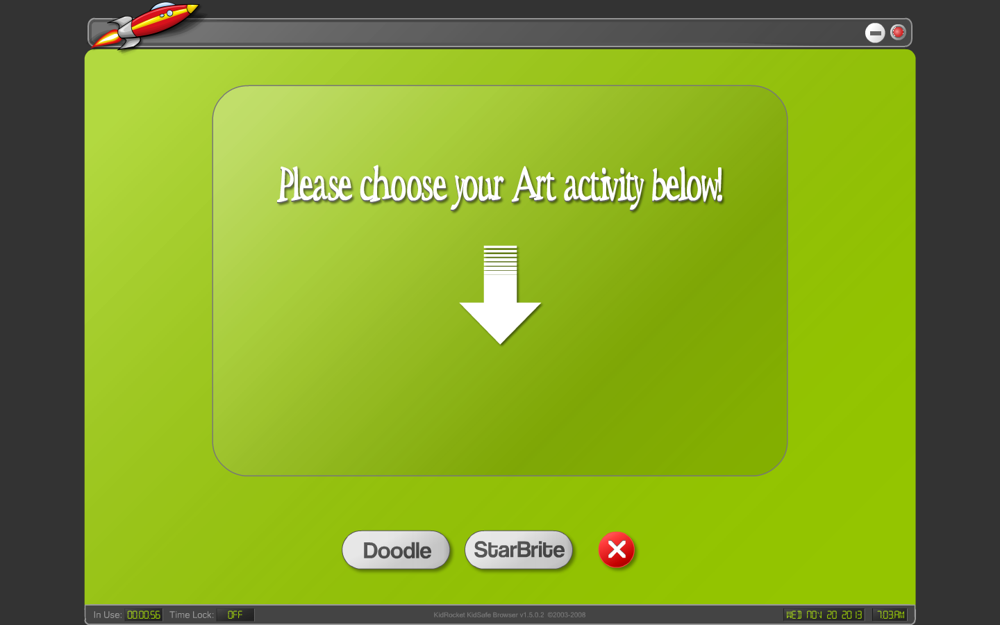 Please choose your Art activity below!
Doodle StarBrite
In Use: 00:00:56 Time Lock: OFF KidRocket KidSafe Browser v1.5.0.2 ©2003-2008 WED NOV 20 2013 7:03AM